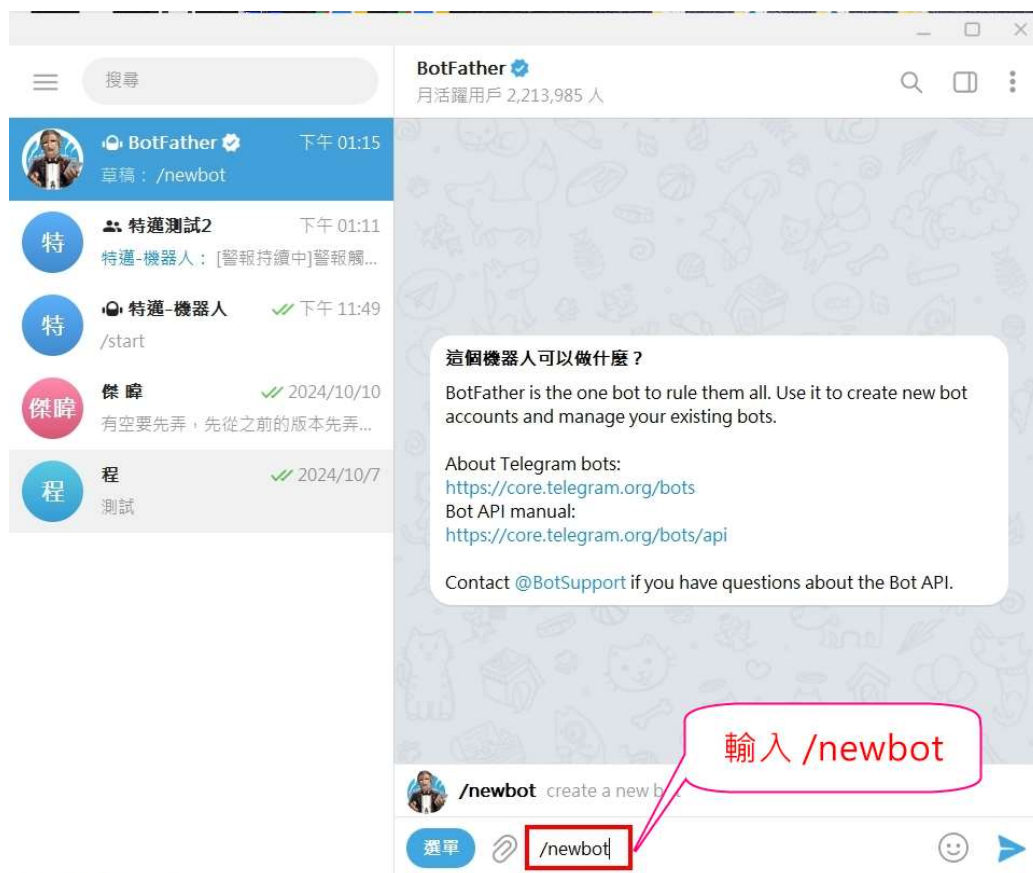 搜尋
BotFather
下午 01:15
草稿： /newbot
特
特邁測試2
下午 01:11
特邁-機器人： [警報持續中]警報觸...
特
特邁-機器人
下午 11:49
/start
傑暐
傑 暐
2024/10/10
有空要先弄，先從之前的版本先弄...
程
程
2024/10/7
測試
BotFather
月活躍用戶 2,213,985 人
這個機器人可以做什麼？
BotFather is the one bot to rule them all. Use it to create new bot
accounts and manage your existing bots.
About Telegram bots:
https://core.telegram.org/bots
Bot API manual:
https://core.telegram.org/bots/api
Contact @BotSupport if you have questions about the Bot API.
輸入 /newbot
/newbot create a new
選單
/newbot